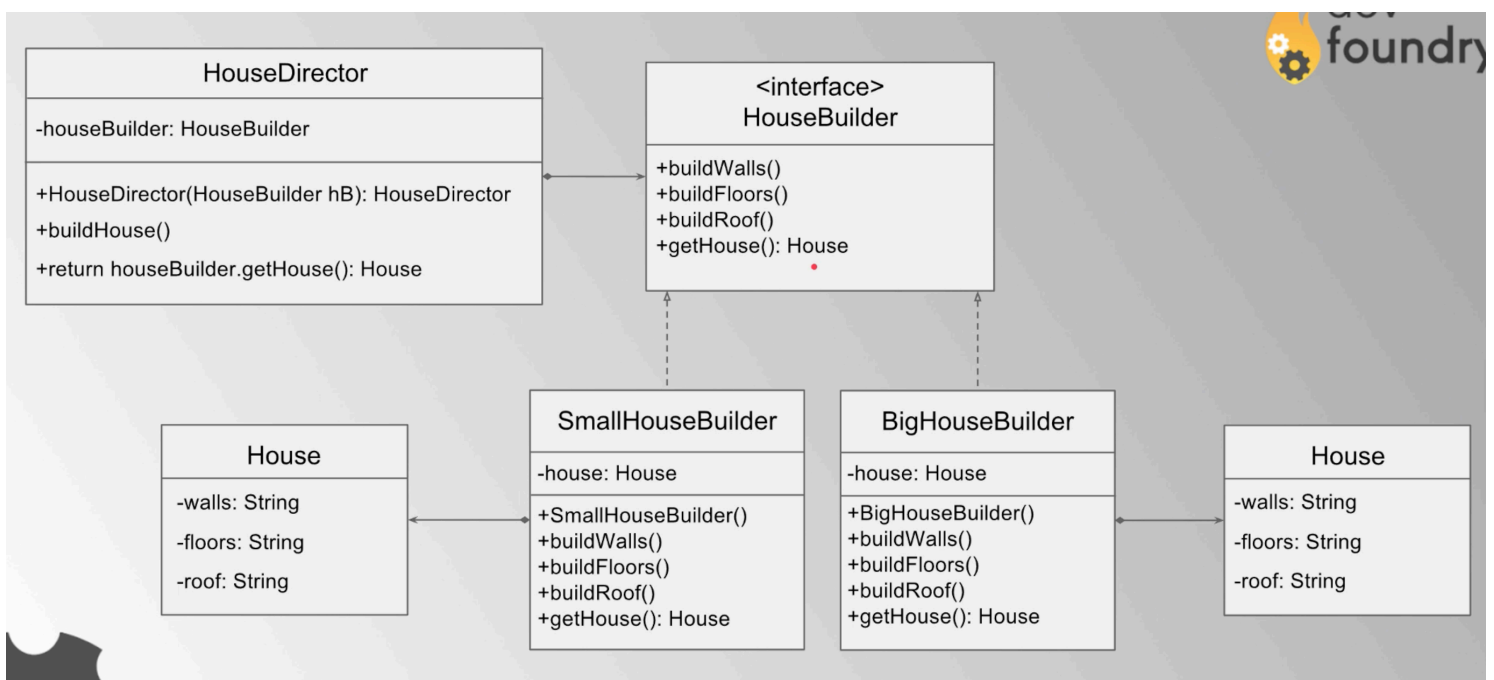 foundry
HouseDirector
-houseBuilder: HouseBuilder
+HouseDirector(HouseBuilder hB): HouseDirector
+buildHouse()
+return houseBuilder.getHouse(): House
<interface>
HouseBuilder
+buildWalls()
+buildFloors()
+buildRoof()
+getHouse(): House
House
-walls: String
-floors: String
-roof: String
SmallHouseBuilder
-house: House
+SmallHouseBuilder()
+buildWalls()
+buildFloors()
+buildRoof()
+getHouse(): House
BigHouseBuilder
-house: House
+BigHouseBuilder()
+buildWalls()
+buildFloors()
+buildRoof()
+getHouse(): House
House
-walls: String
-floors: String
-roof: String